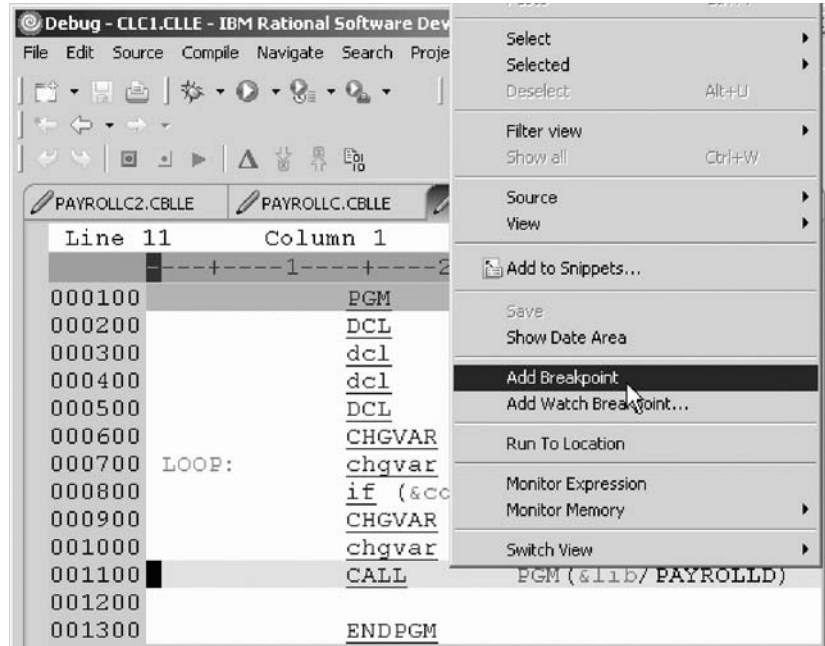 Debug - CLC1.CLLE - IBM Rational Software Dev
File Edit Source Compile Navigate Search Proje
PAYROLLC2.CBLLE PAYROLLC.CBLLE
Line 11 Column 1
----+----1----+----2
000100 PGM
000200 DCL
000300 dcl
000400 dcl
000500 DCL
000600 CHGVAR
000700 LOOP: chgvar
000800 if (&co
000900 CHGVAR
001000 chgvar
001100 CALL PGM(&lib/PAYROLLD)
001200
001300 ENDPGM
Select
Selected
Deselect Alt+U
Filter view
Show all Ctrl+W
Source
View
Add to Snippets...
Save
Show Date Area
Add Breakpoint
Add Watch Breakpoint...
Run To Location
Monitor Expression
Monitor Memory
Switch View